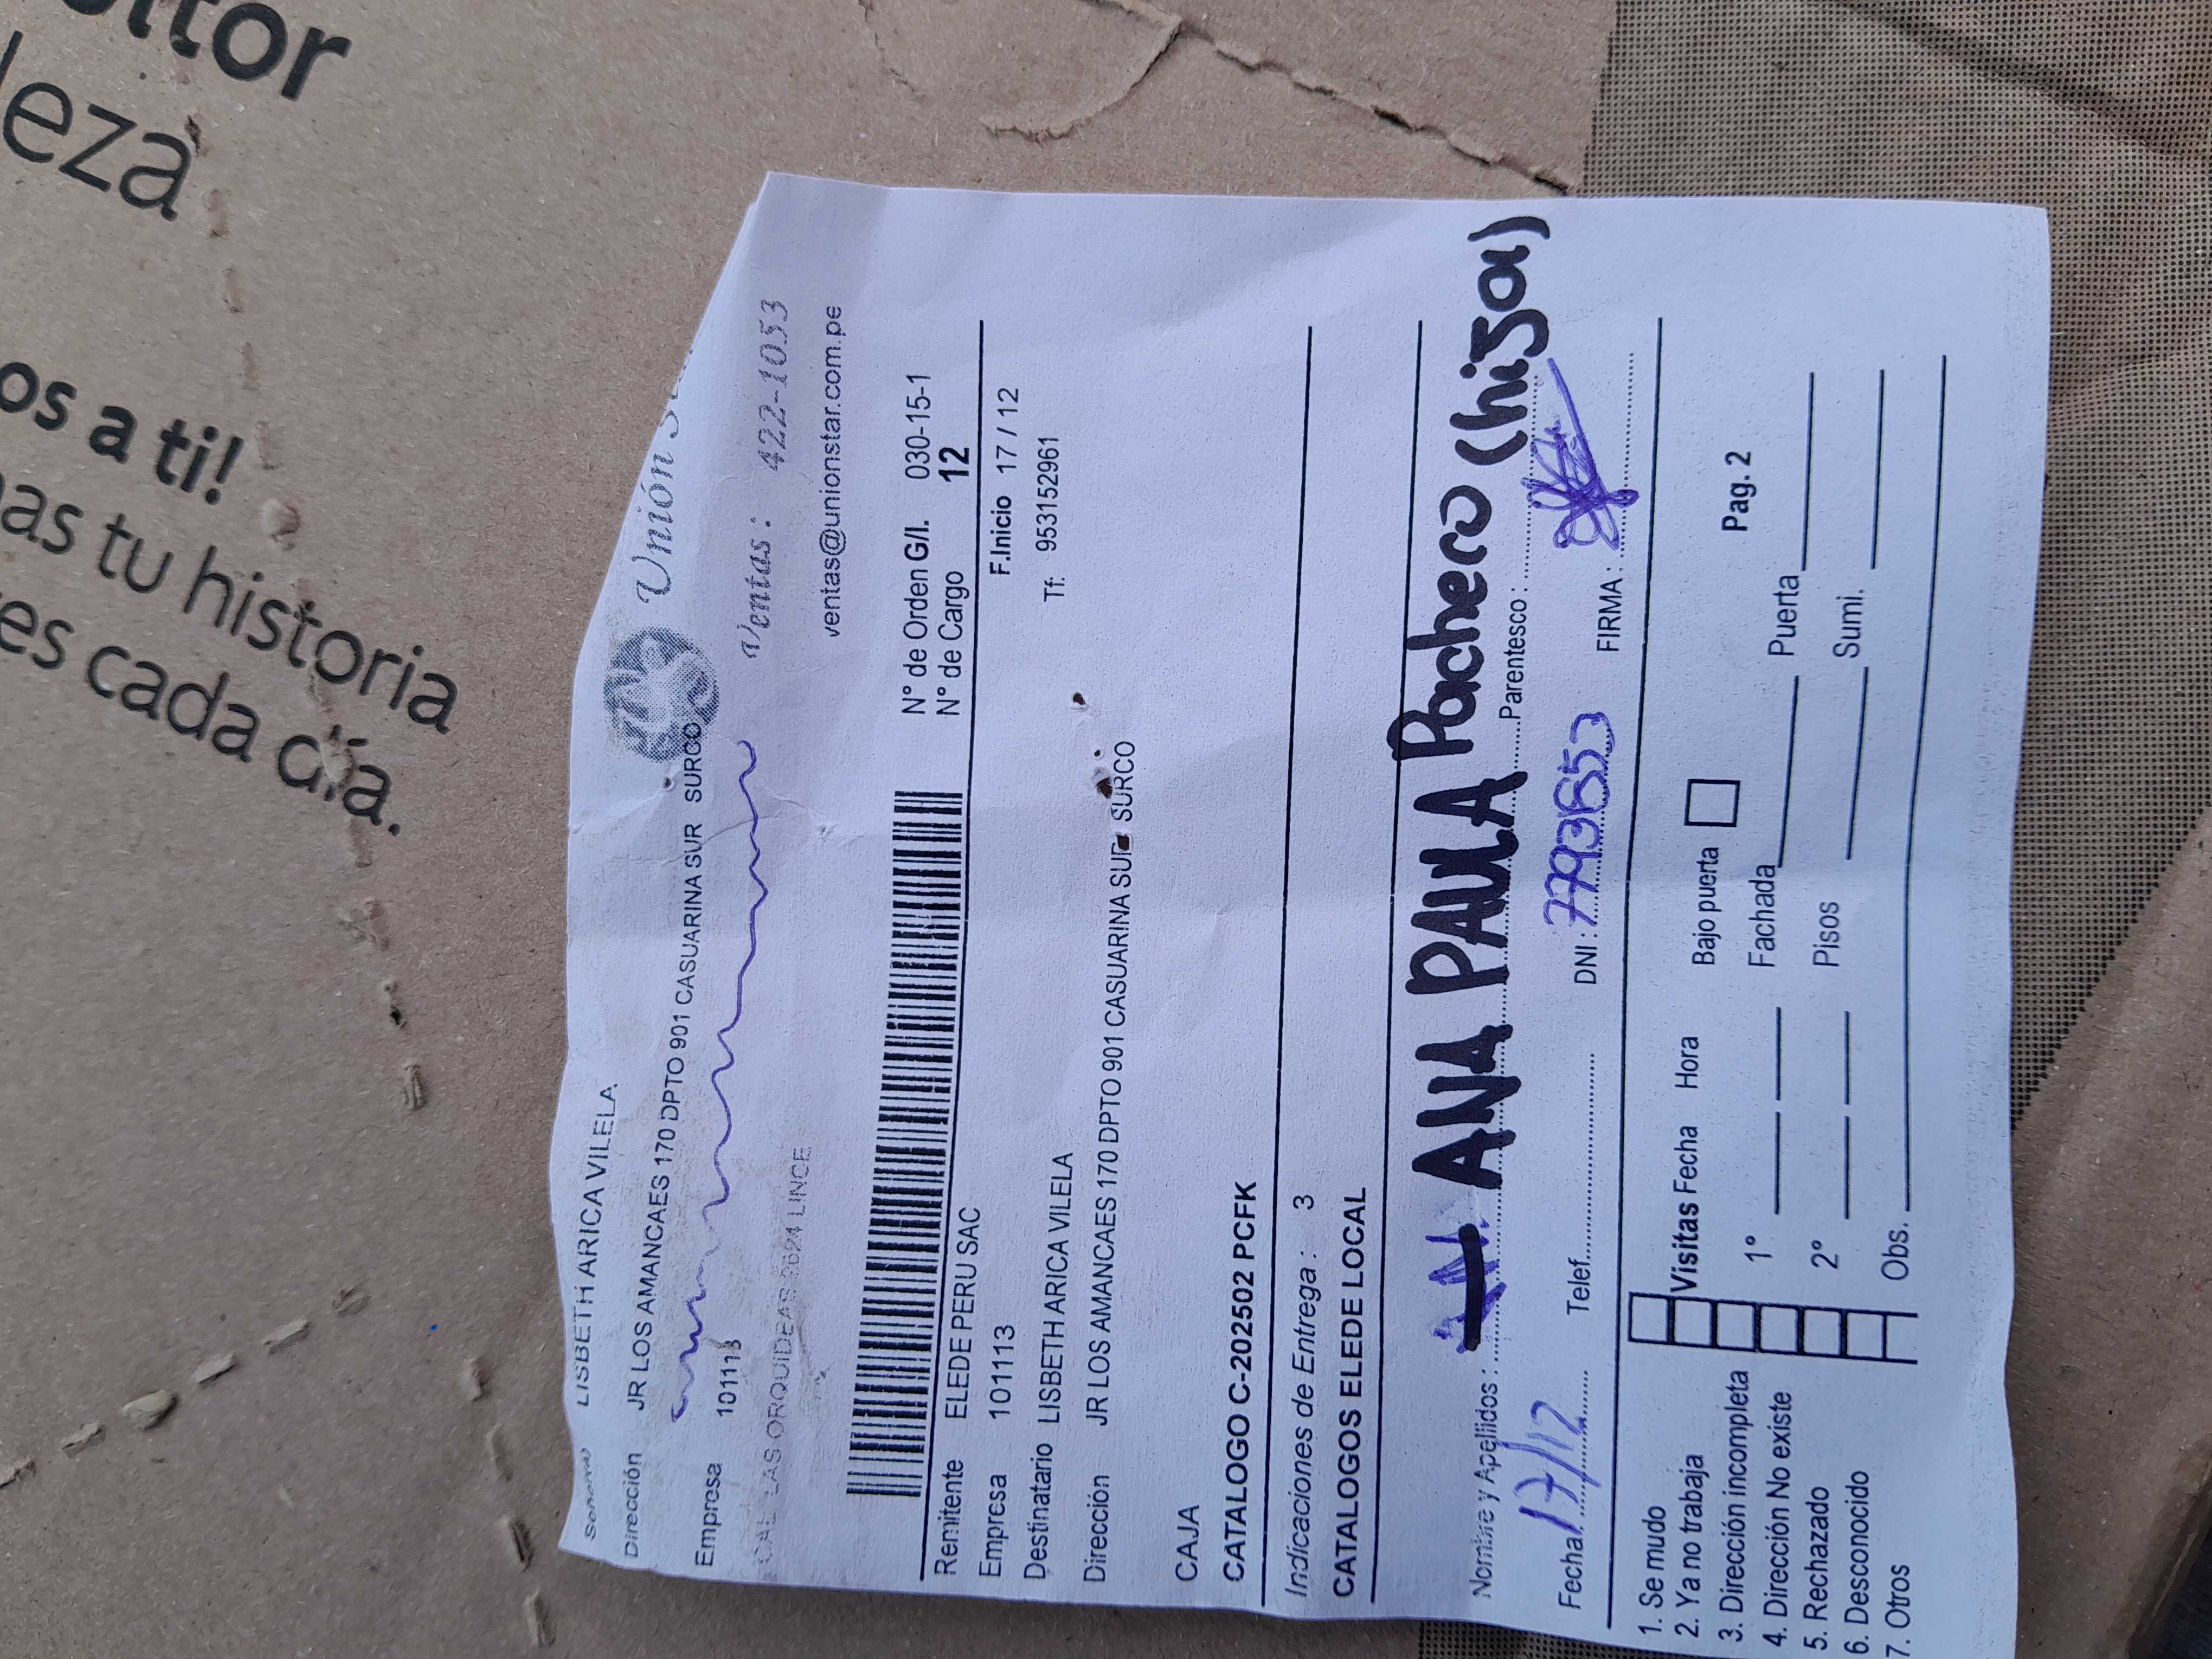 itor
leza
os a ti!
as tu historia
es cada día.
Señores LISBETH ARICA VILELA
Dirección JR LOS AMANCAES 170 DPTO 901 CASUARINA SUR SURCO
Empresa 101113
LAS ORQUIDEAS LINCE
Unión
Ventas: 422-1053
ventas@unionstar.com.pe
N° de Orden G/I. 030-15-1
N° de Cargo 12
Remitente ELEDE PERU SAC F.Inicio 17 / 12
Empresa 101113
Destinatario LISBETH ARICA VILELA Tf: 953152961
Dirección JR LOS AMANCAES 170 DPTO 901 CASUARINA SUR SURCO
CAJA
CATALOGO C-202502 PCFK
Indicaciones de Entrega : 3
CATALOGOS ELEDE LOCAL
Nombre y Apellidos : ANA PAULA Pacheco (hija) Parentesco :
Fecha 17/12 Telef. DNI : FIRMA :
1. Se mudo
2. Ya no trabaja
3. Dirección incompleta
4. Dirección No existe
5. Rechazado
6. Desconocido
7. Otros
Visitas Fecha Hora Bajo puerta Pag. 2
1° Fachada Puerta
2° Pisos Sumi.
Obs.